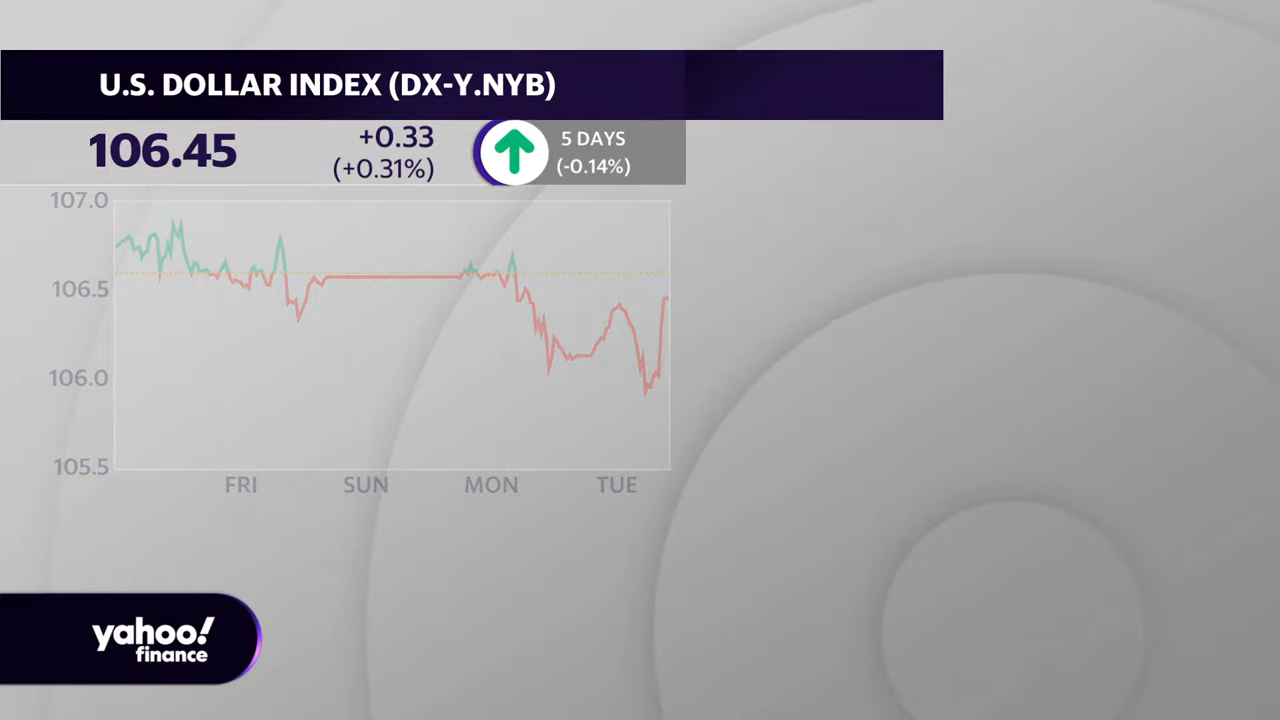 U.S. DOLLAR INDEX (DX-Y.NYB)
106.45
+0.33
(+0.31%)
5 DAYS
(-0.14%)
107.0
106.5
106.0
105.5
FRI SUN MON TUE
yahoo!
finance